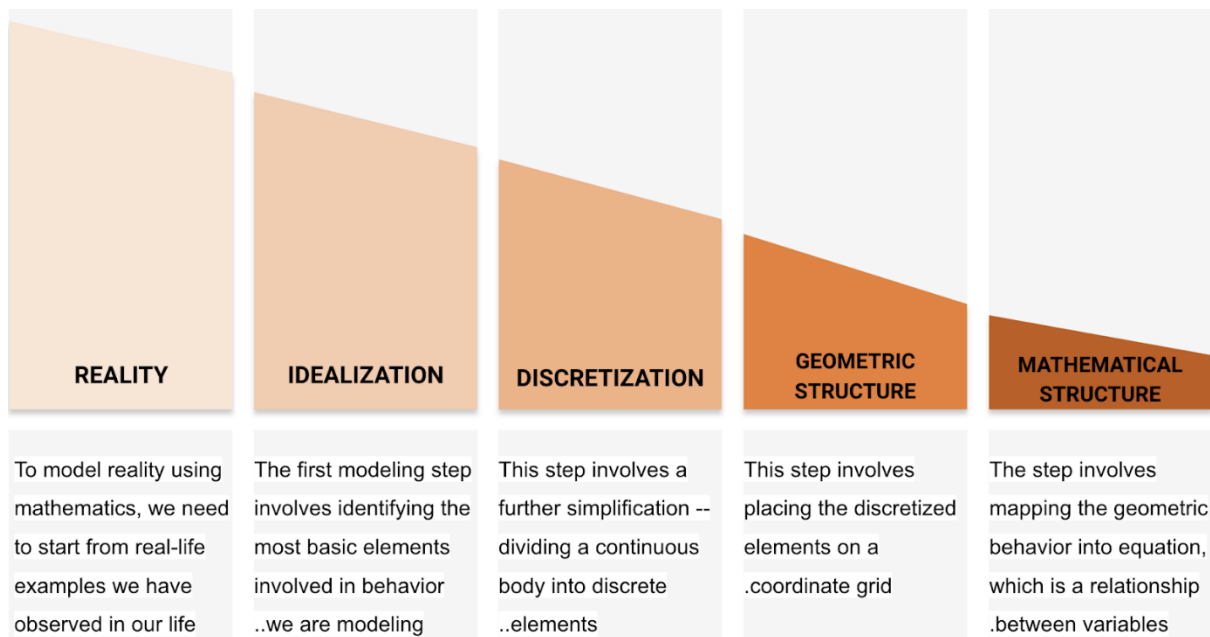 REALITY
IDEALIZATION
DISCRETIZATION
GEOMETRIC
STRUCTURE
MATHEMATICAL
STRUCTURE
To model reality using
mathematics, we need
to start from real-life
examples we have
observed in our life
The first modeling step
involves identifying the
most basic elements
involved in behavior
..we are modeling
This step involves a
further simplification --
dividing a continuous
body into discrete
..elements
This step involves
placing the discretized
elements on a
.coordinate grid
The step involves
mapping the geometric
behavior into equation,
which is a relationship
.between variables